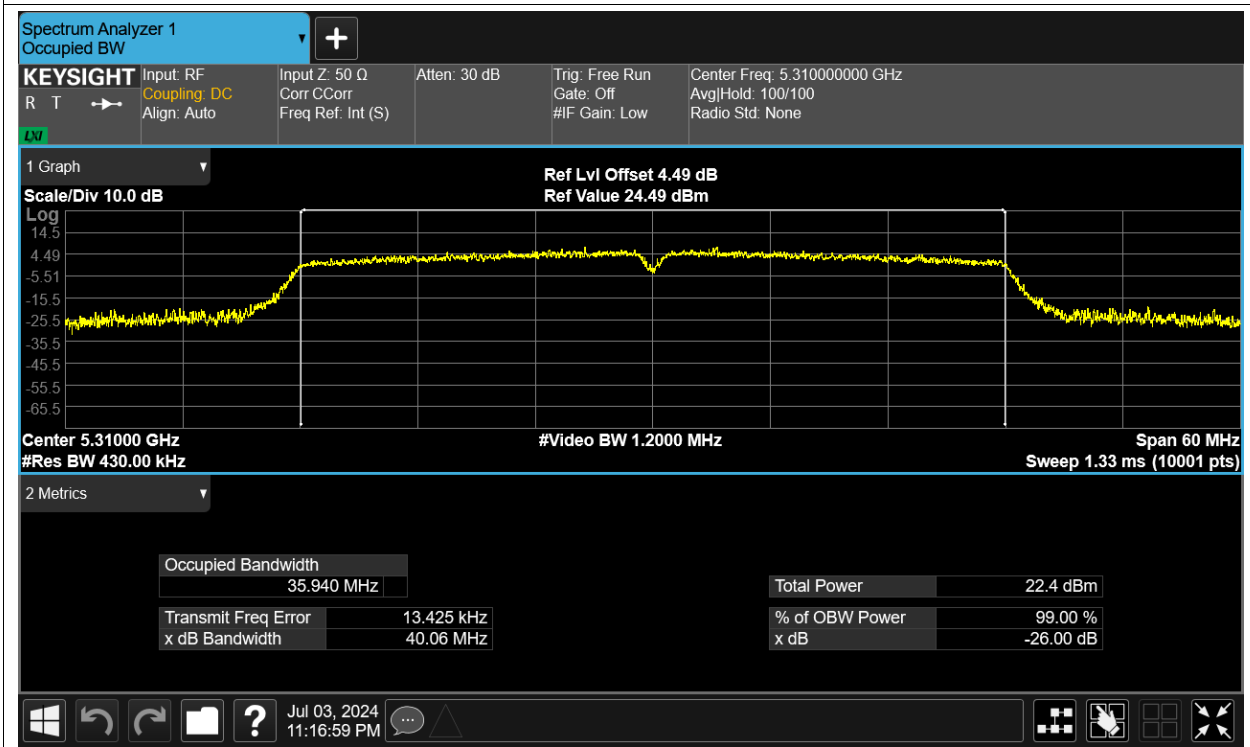 Spectrum Analyzer 1
Occupied BW
KEYSIGHT
R T
LXI
Input: RF
Coupling: DC
Align: Auto
Input Z: 50 Ω
Corr CCorr
Freq Ref: Int (S)
Atten: 30 dB
Trig: Free Run
Gate: Off
#IF Gain: Low
Center Freq: 5.310000000 GHz
Avg|Hold: 100/100
Radio Std: None
1 Graph
Scale/Div 10.0 dB
Ref Lvl Offset 4.49 dB
Ref Value 24.49 dBm
Log
14.5
4.49
-5.51
-15.5
-25.5
-35.5
-45.5
-55.5
-65.5
Center 5.31000 GHz
#Video BW 1.2000 MHz
Span 60 MHz
#Res BW 430.00 kHz
Sweep 1.33 ms (10001 pts)
2 Metrics
Occupied Bandwidth
35.940 MHz
Transmit Freq Error 13.425 kHz
x dB Bandwidth 40.06 MHz
Total Power 22.4 dBm
% of OBW Power 99.00 %
x dB -26.00 dB
?
Jul 03, 2024
11:16:59 PM